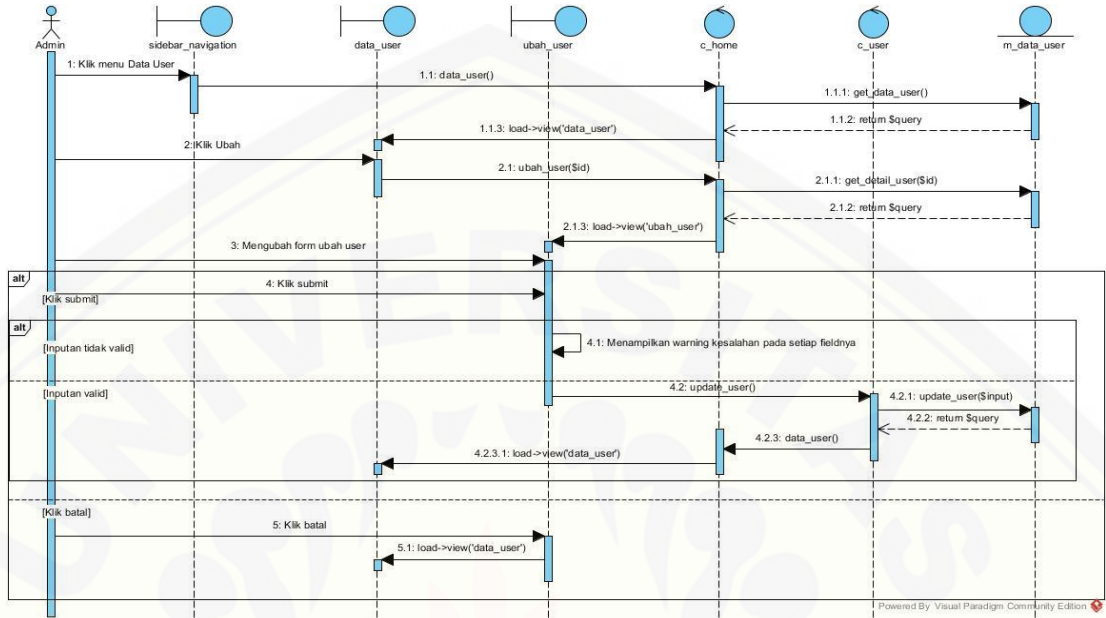 Admin
sidebar_navigation
data_user
ubah_user
c_home
c_user
m_data_user
1: Klik menu Data User
1.1: data_user()
1.1.1: get_data_user()
1.1.2: return $query
1.1.3: load->view('data_user')
2: Klik Ubah
2.1: ubah_user($id)
2.1.1: get_detail_user($id)
2.1.2: return $query
2.1.3: load->view('ubah_user')
3: Mengubah form ubah user
alt
4: Klik submit
[Klik submit]
alt
4.1: Menampilkan warning kesalahan pada setiap fieldnya
[Inputan tidak valid]
4.2: update_user()
[Inputan valid]
4.2.1: update_user($input)
4.2.2: return $query
4.2.3: data_user()
4.2.3.1: load->view('data_user')
[Klik batal]
5: Klik batal
5.1: load->view('data_user')
Powered By Visual Paradigm Community Edition
UNIVERSITAS